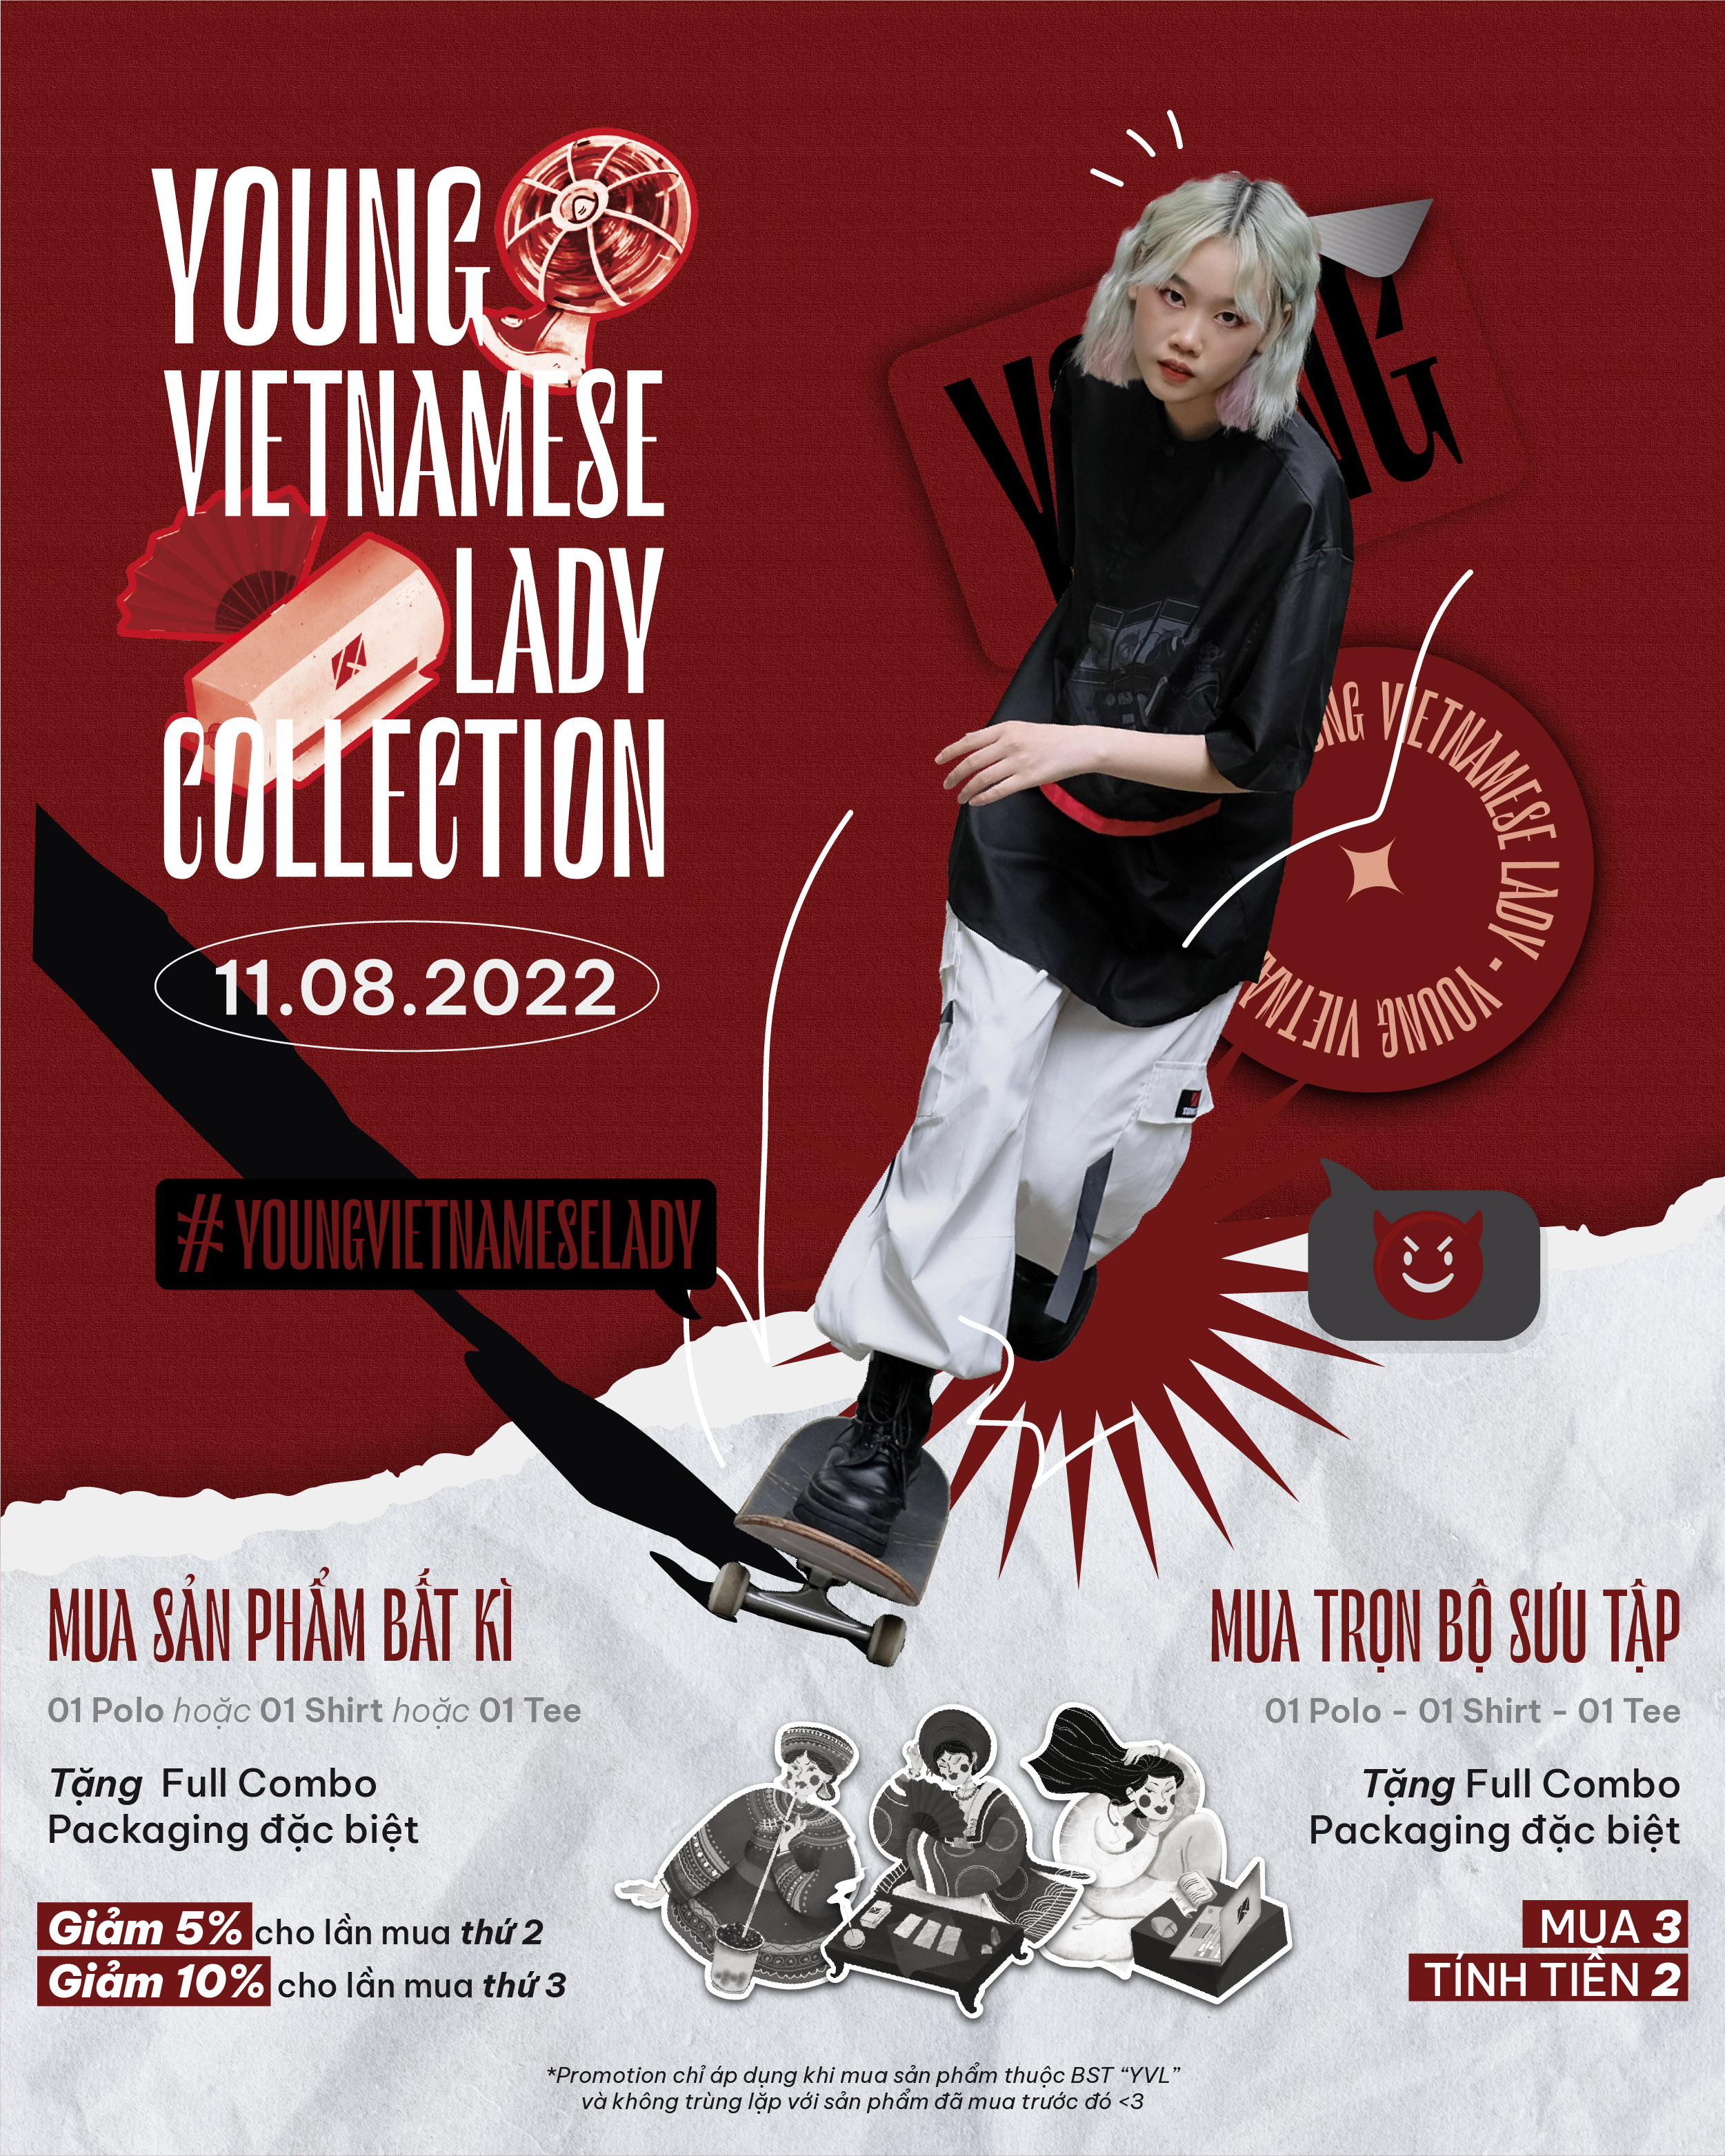 YOUNG
VIETNAMESE
LADY
COLLECTION
11.08.2022
#YOUNGVIETNAMESELADY
NG VIETNAMESE LADY • YOUNG VIETNA
MUA SẢN PHẨM BẤT KÌ
01 Polo hoặc 01 Shirt hoặc 01 Tee
Tặng Full Combo
Packaging đặc biệt
Giảm 5% cho lần mua thứ 2
Giảm 10% cho lần mua thứ 3
MUA TRỌN BỘ SƯU TẬP
01 Polo - 01 Shirt - 01 Tee
Tặng Full Combo
Packaging đặc biệt
MUA 3
TÍNH TIỀN 2
*Promotion chỉ áp dụng khi mua sản phẩm thuộc BST “YVL”
và không trùng lặp với sản phẩm đã mua trước đó <3